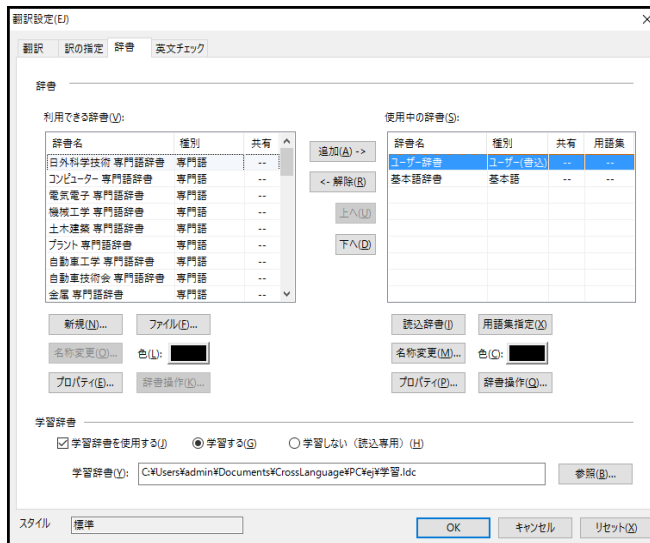 翻訳設定(EJ)
翻訳 訳の指定 辞書 英文チェック
辞書
利用できる辞書(V):
辞書名 種別 共有
日外科学技術 専門語辞書 専門語 --
コンピューター 専門語辞書 専門語 --
電気電子 専門語辞書 専門語 --
機械工学 専門語辞書 専門語 --
土木建築 専門語辞書 専門語 --
プラント 専門語辞書 専門語 --
自動車工学 専門語辞書 専門語 --
自動車技術会 専門語辞書 専門語 --
金属 専門語辞書 専門語 --
追加(A) ->
<- 解除(R)
上へ(U)
下へ(D)
使用中の辞書(S):
辞書名 種別 共有 用語集
ユーザー辞書 ユーザー(書込) -- --
基本語辞書 基本語 -- --
新規(N)... ファイル(F)...
名称変更(O)... 色(L):
プロパティ(E)... 辞書操作(K)...
読込辞書(I) 用語集指定(X)
名称変更(M)... 色(C):
プロパティ(P)... 辞書操作(Q)...
学習辞書
学習辞書を使用する(J) 学習する(G) 学習しない（読込専用）(H)
学習辞書(Y): C:¥Users¥admin¥Documents¥CrossLanguage¥PC¥ej¥学習.ldc 参照(B)...
スタイル 標準 OK キャンセル リセット(X)